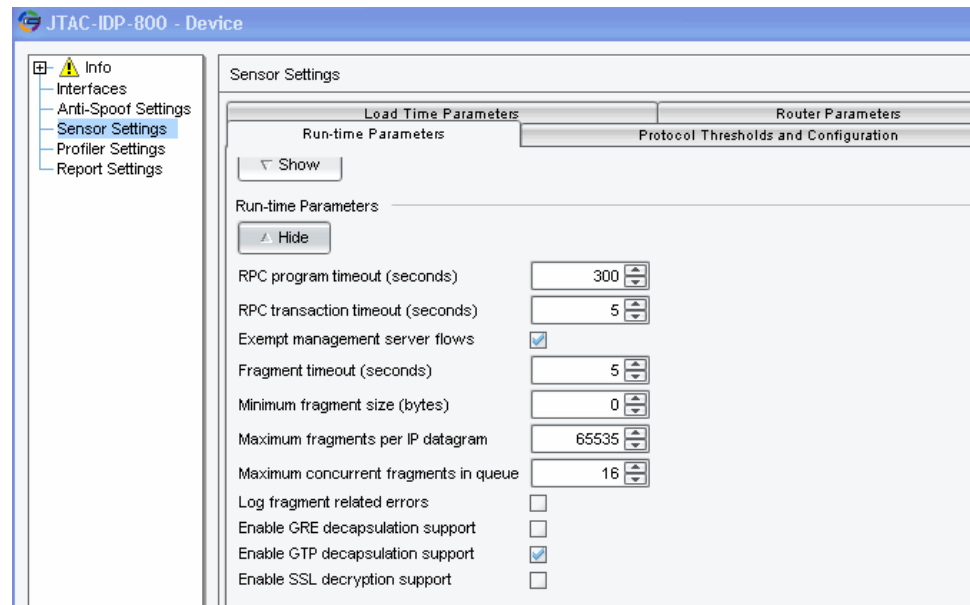 JTAC-IDP-800 - Device
Info
Interfaces
Anti-Spoof Settings
Sensor Settings
Profiler Settings
Report Settings
Sensor Settings
Load Time Parameters Router Parameters
Run-time Parameters Protocol Thresholds and Configuration
Show
Run-time Parameters
Hide
RPC program timeout (seconds) 300
RPC transaction timeout (seconds) 5
Exempt management server flows
Fragment timeout (seconds) 5
Minimum fragment size (bytes) 0
Maximum fragments per IP datagram 65535
Maximum concurrent fragments in queue 16
Log fragment related errors
Enable GRE decapsulation support
Enable GTP decapsulation support
Enable SSL decryption support